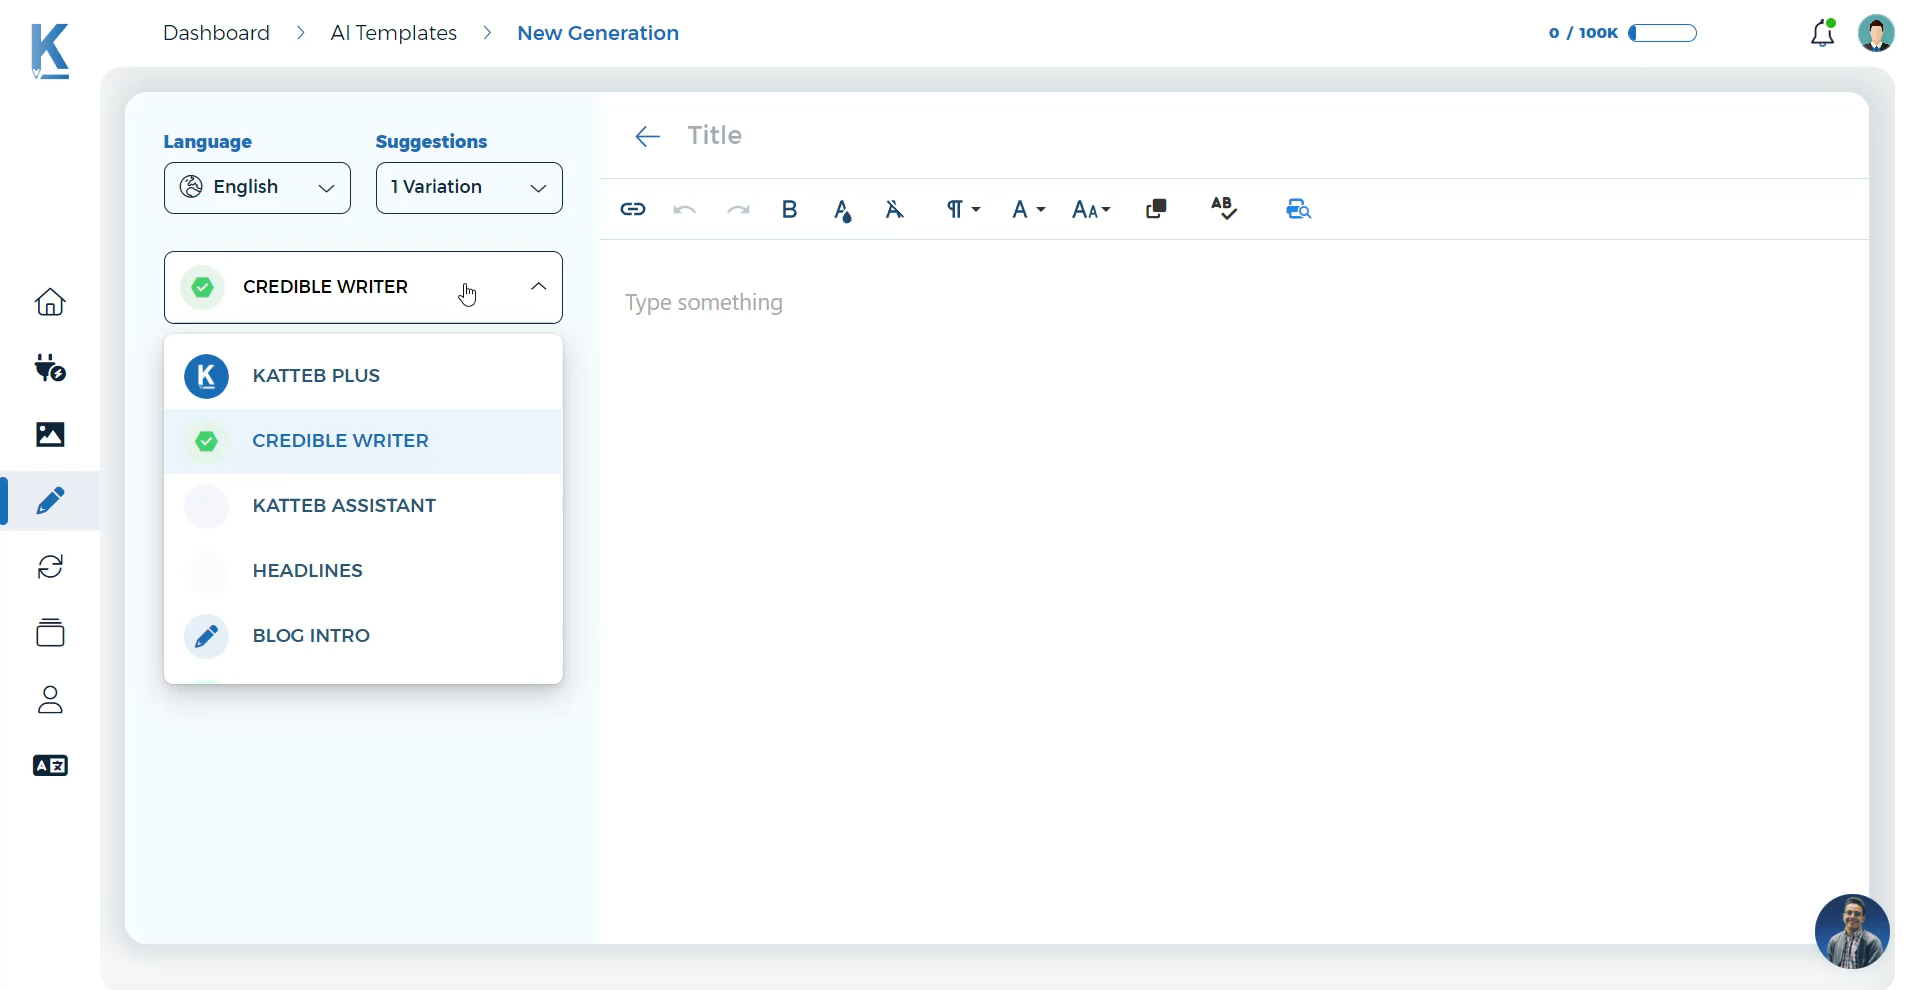 K
Dashboard > AI Templates > New Generation
0 / 100K
Language
Suggestions
English
1 Variation
CREDIBLE WRITER
K KATTEB PLUS
CREDIBLE WRITER
KATTEB ASSISTANT
HEADLINES
BLOG INTRO
Title
B
Type something